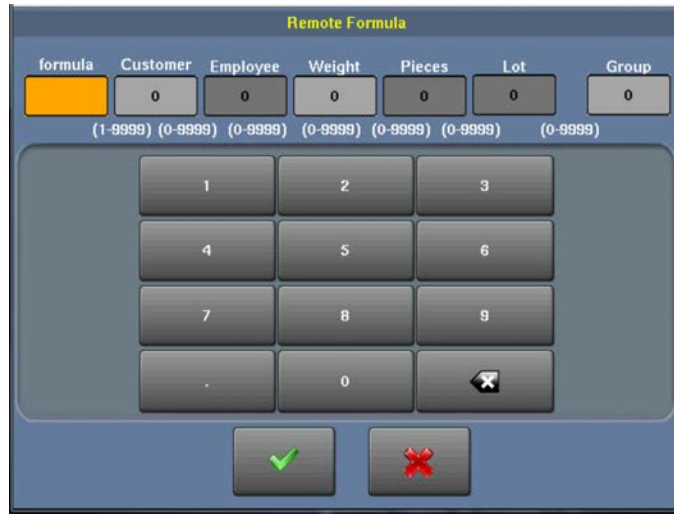 Remote Formula
formula Customer Employee Weight Pieces Lot Group
0 0 0 0 0 0
(1-9999) (0-9999) (0-9999) (0-9999) (0-9999) (0-9999) (0-9999)
1 2 3
4 5 6
7 8 9
. 0